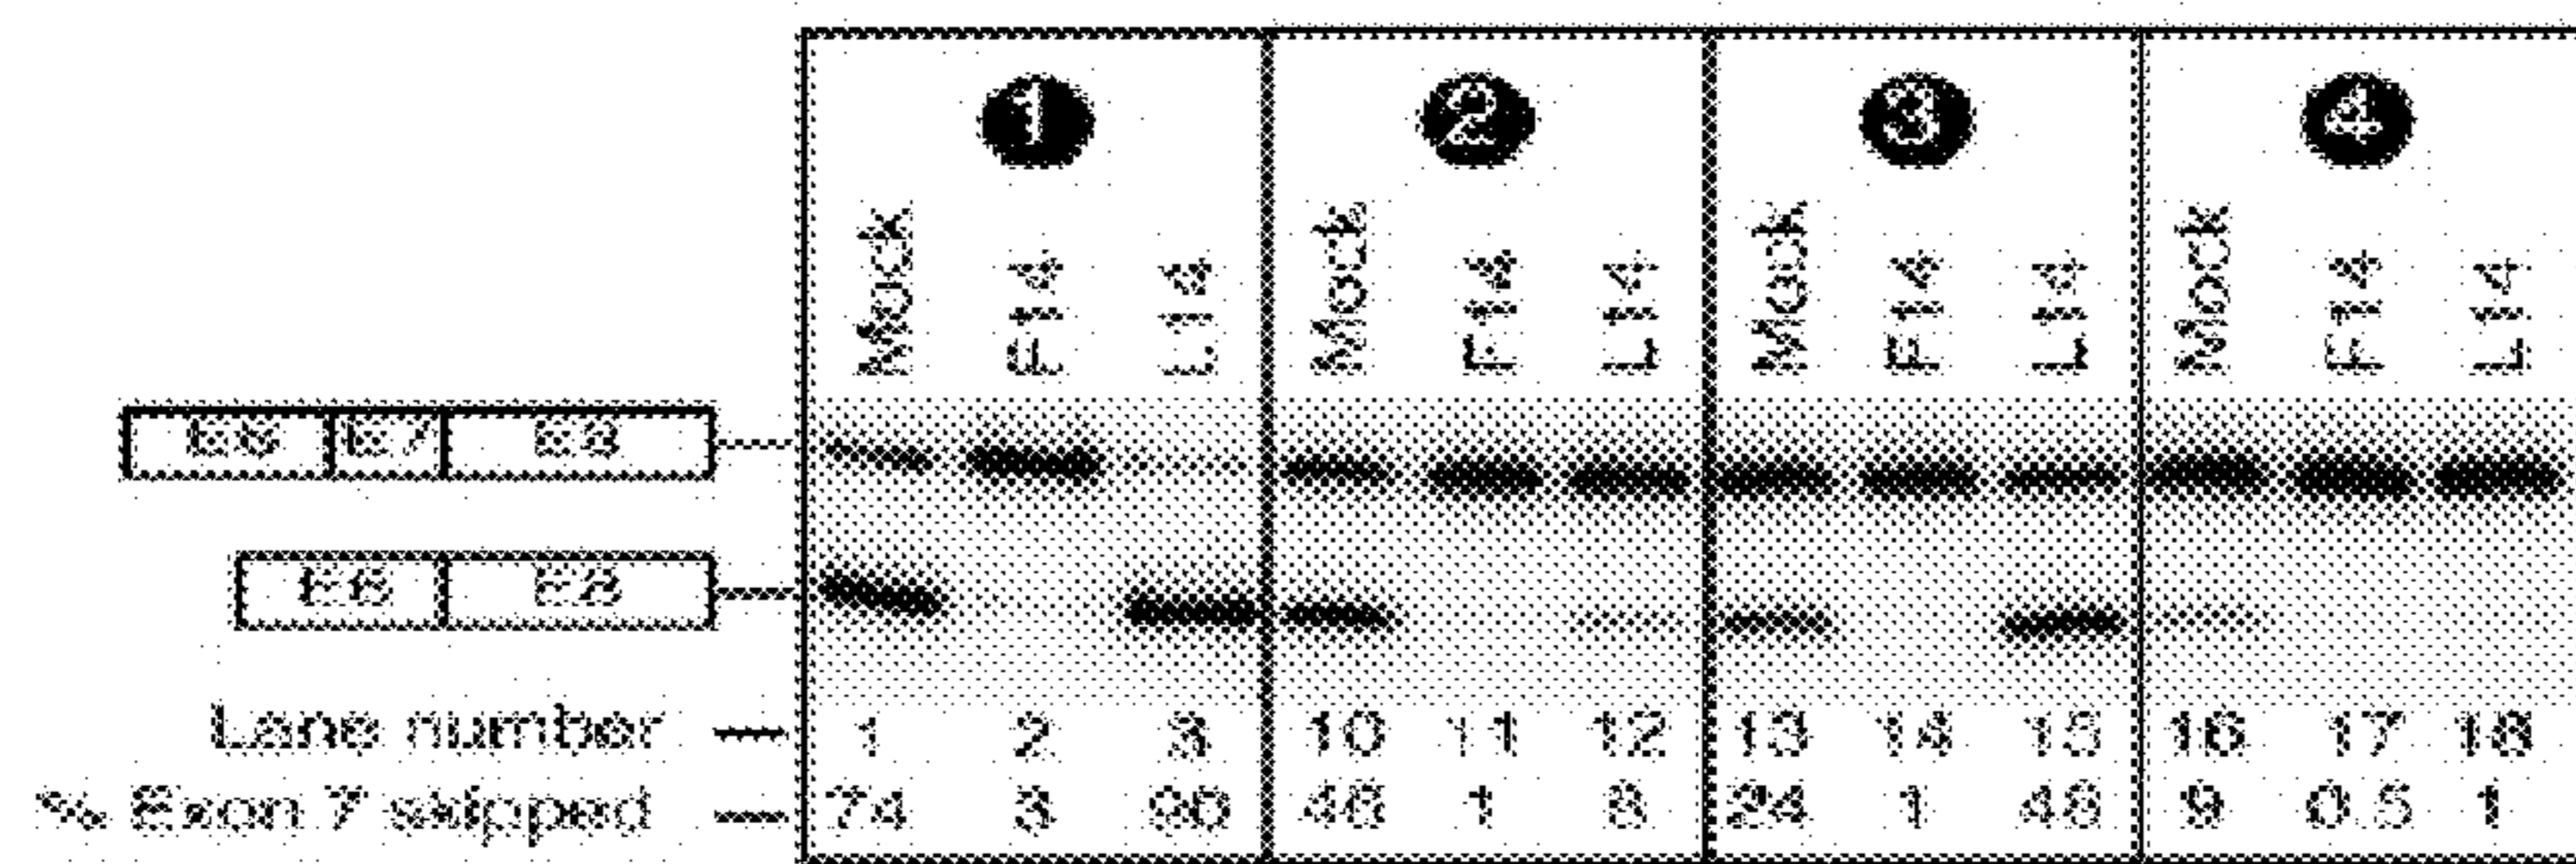 1 2 3 4
Mock F14 L14 Mock F14 L14 Mock F14 L14 Mock F14 L14
E6 E7 E8
E6 E8
Lane number 1 2 3 10 11 12 13 14 15 16 17 18
% Exon 7 skipped 74 3 90 46 1 8 24 1 48 9 0.5 1